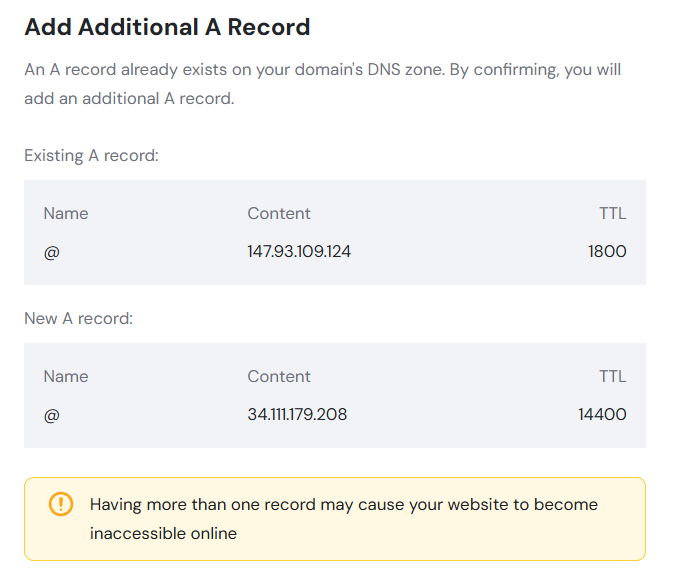 Add Additional A Record
An A record already exists on your domain's DNS zone. By confirming, you will
add an additional A record.
Existing A record:
Name Content TTL
@ 147.93.109.124 1800
New A record:
Name Content TTL
@ 34.111.179.208 14400
Having more than one record may cause your website to become
inaccessible online